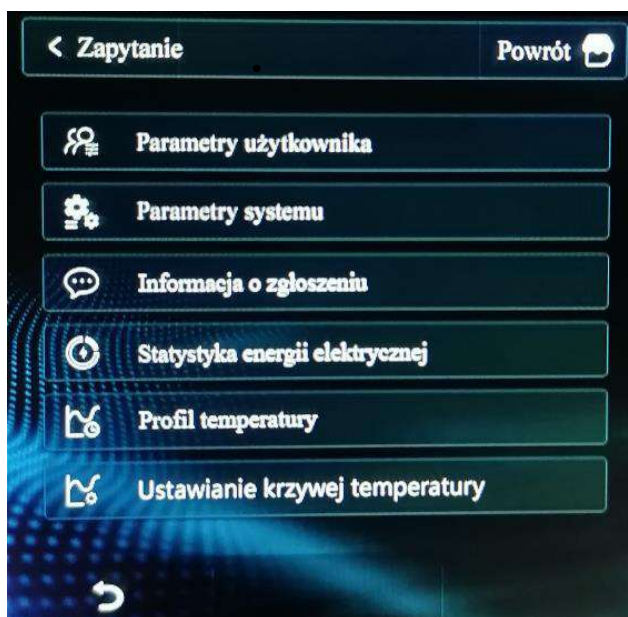 Zapytanie
Powrót
Parametry użytkownika
Parametry systemu
Informacja o zgłoszeniu
Statystyka energii elektrycznej
Profil temperatury
Ustawianie krzywej temperatury